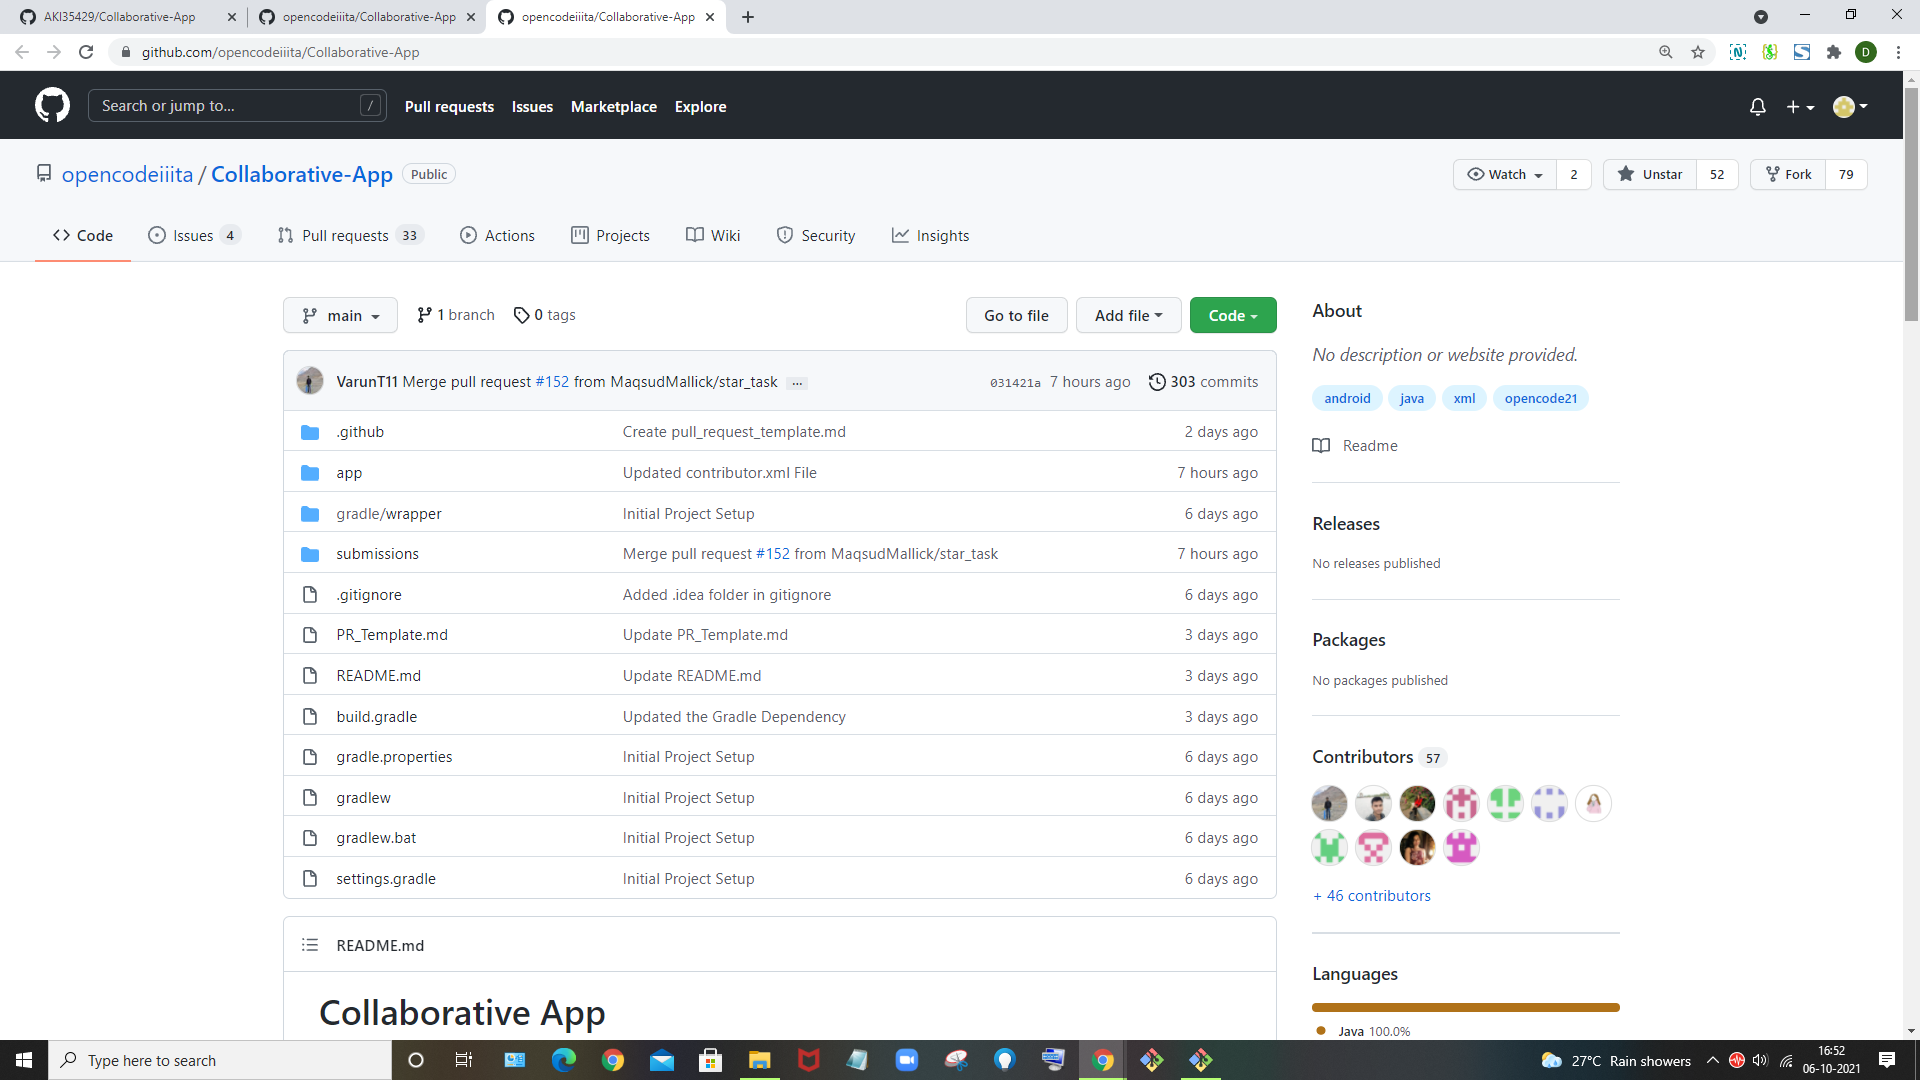 AKI35429/Collaborative-App
opencodeiiita/Collaborative-App
opencodeiiita/Collaborative-App
github.com/opencodeiiita/Collaborative-App
D
Search or jump to... /
Pull requests Issues Marketplace Explore
opencodeiiita / Collaborative-App Public
Watch 2 Unstar 52 Fork 79
Code Issues 4 Pull requests 33 Actions Projects Wiki Security Insights
main 1 branch 0 tags Go to file Add file Code
VarunT11 Merge pull request #152 from MaqsudMallick/star_task ... 031421a 7 hours ago 303 commits
.github Create pull_request_template.md 2 days ago
app Updated contributor.xml File 7 hours ago
gradle/wrapper Initial Project Setup 6 days ago
submissions Merge pull request #152 from MaqsudMallick/star_task 7 hours ago
.gitignore Added .idea folder in gitignore 6 days ago
PR_Template.md Update PR_Template.md 3 days ago
README.md Update README.md 3 days ago
build.gradle Updated the Gradle Dependency 3 days ago
gradle.properties Initial Project Setup 6 days ago
gradlew Initial Project Setup 6 days ago
gradlew.bat Initial Project Setup 6 days ago
settings.gradle Initial Project Setup 6 days ago
README.md
Collaborative App
About
No description or website provided.
android java xml opencode21
Readme
Releases
No releases published
Packages
No packages published
Contributors 57
+ 46 contributors
Languages
Java 100.0%
Type here to search
27°C Rain showers
16:52
06-10-2021